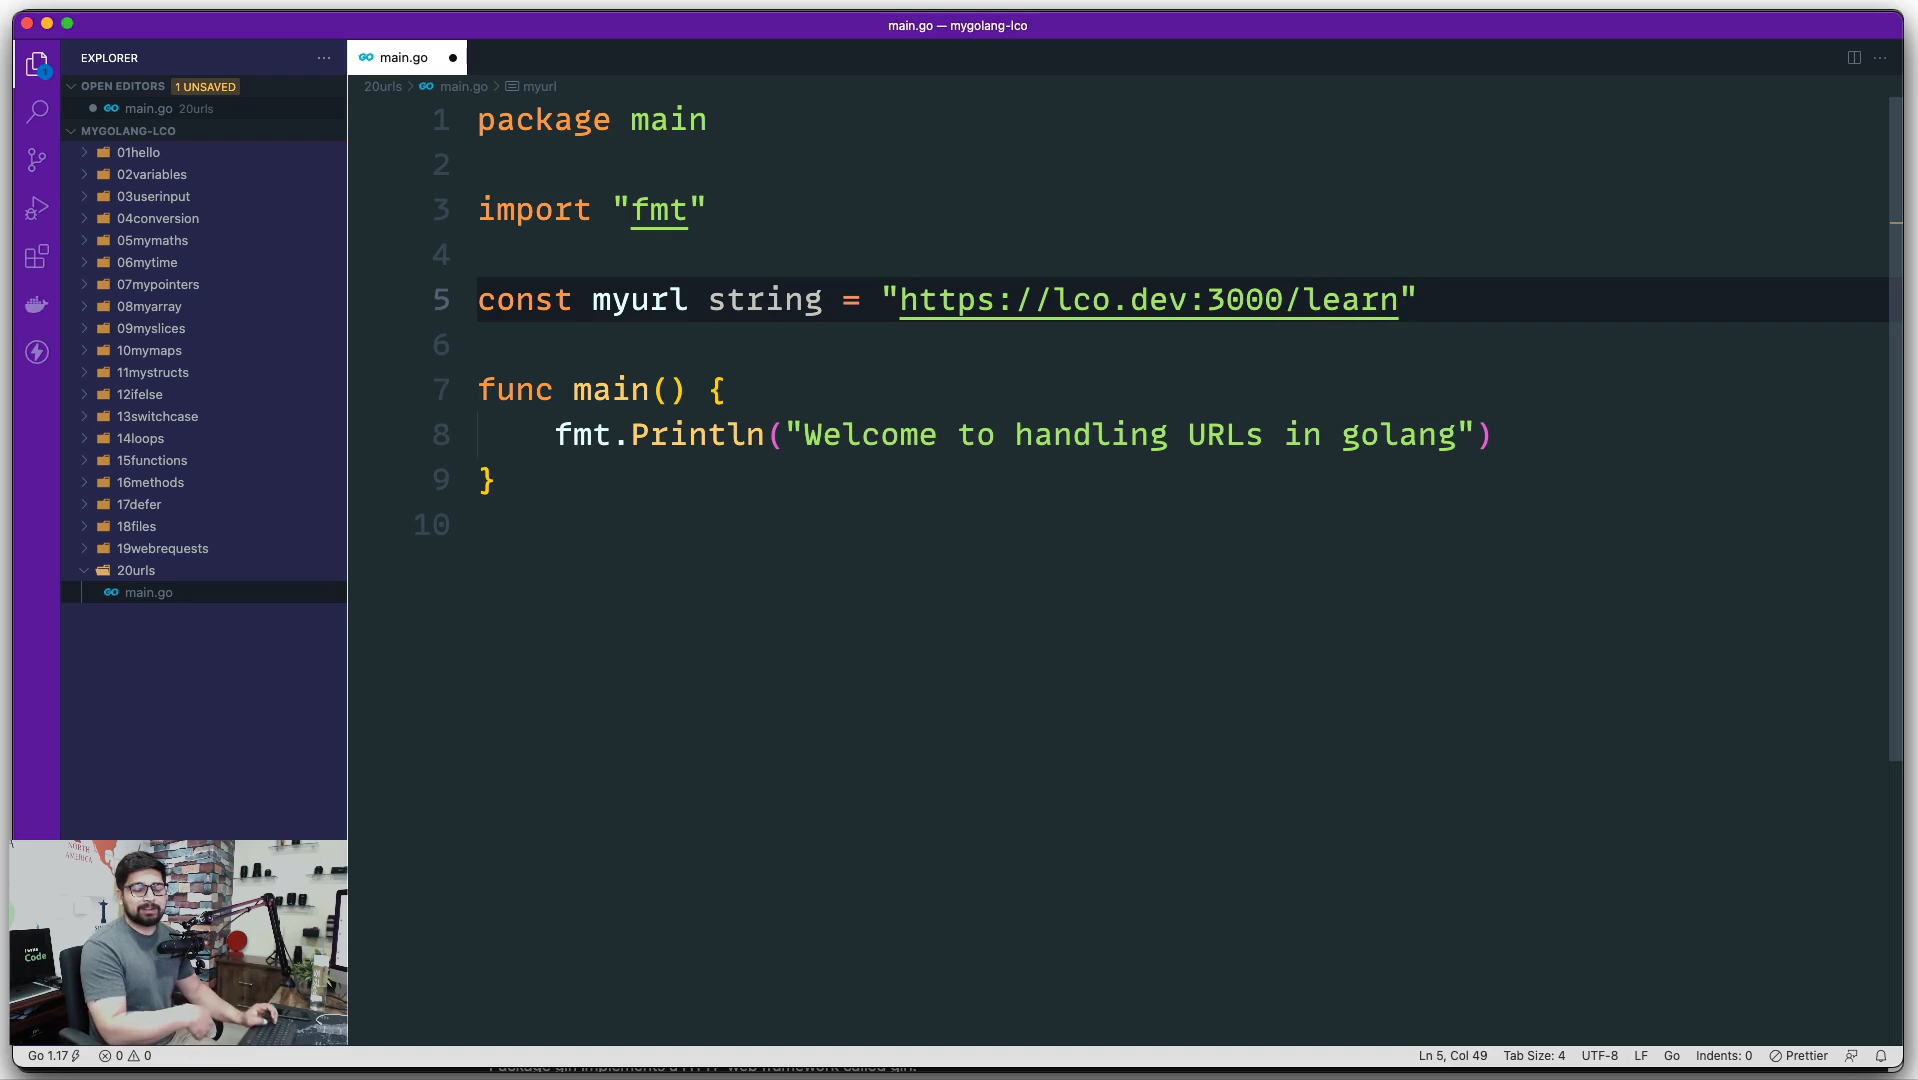 main.go — mygolang-lco
EXPLORER
OPEN EDITORS 1 UNSAVED
main.go 20urls
MYGOLANG-LCO
01hello
02variables
03userinput
04conversion
05mymaths
06mytime
07mypointers
08myarray
09myslices
10mymaps
11mystructs
12ifelse
13switchcase
14loops
15functions
16methods
17defer
18files
19webrequests
20urls
main.go
main.go
20urls > main.go > myurl
1 package main
2
3 import "fmt"
4
5 const myurl string = "https://lco.dev:3000/learn"
6
7 func main() {
8 fmt.Println("Welcome to handling URLs in golang")
9 }
10
NORTH
AMERICA
Code
Go 1.17
0 0
Ln 5, Col 49
Tab Size: 4
UTF-8
LF
Go
Indents: 0
Prettier